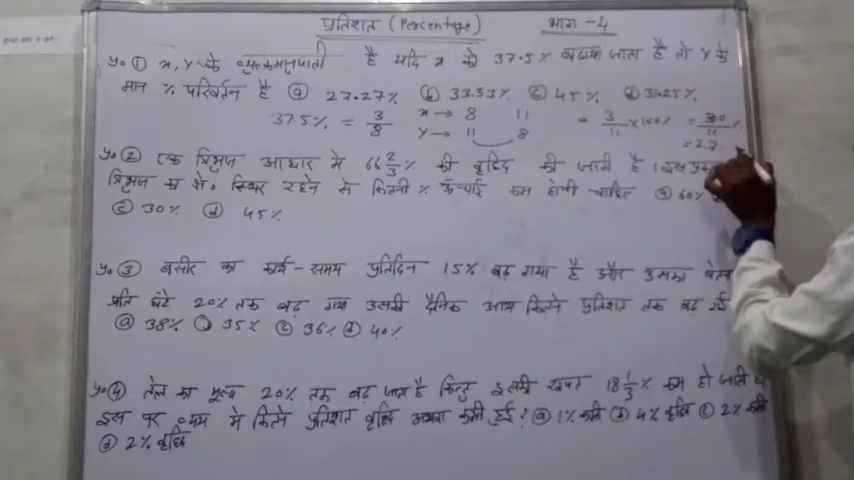 प्रतिशत (Percentage) भाग - 4
प्र० ① x, y के व्युत्क्रमानुपाती है यदि x को 37.5% बढ़ाया जाता है तो y के
मान % परिवर्तन है ⓐ 27.27% ⓑ 33.33% ⓒ 45% ⓓ 31.25%
37.5% = 3/8 x → 8 11 → 3/11 × 100% = 300/11 %
y → 11 8 = 27
प्र० ② एक त्रिभुज आधार मे 66 2/3 % की वृद्धि की जाती है । इस
त्रिभुज का क्षे० स्थिर रहने से कितनी % ऊँचाई कम होनी चाहिए ⓐ 60%
ⓒ 30% ⓓ 45%
प्र० ③ बसीर का कार्य - समय प्रतिदिन 15% बढ़ गया है और उसका
प्रति घंटे 20% तक बढ़ गया उसकी दैनिक आय कितने प्रतिशत तक बढ़ गई
ⓐ 38% 35% ⓒ 36% ⓓ 40%
प्र० ④ तेल का मूल्य 20% तक बढ़ जाता है किन्तु इसकी खपत 18 1/3 % कम हो जाती है
इस पर व्यय मे कितने प्रतिशत वृद्धि अथवा कमी हुई ? ⓐ 1% कमी ⓑ 4% वृद्धि ⓒ 2% कमी
ⓓ 2% वृद्धि